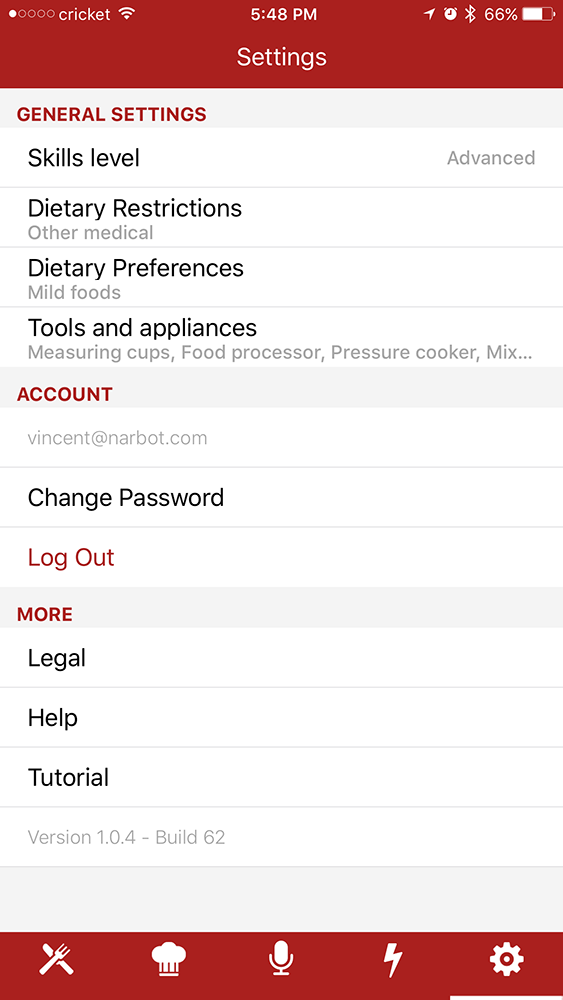 cricket 5:48 PM 66%
Settings
GENERAL SETTINGS
Skills level Advanced
Dietary Restrictions
Other medical
Dietary Preferences
Mild foods
Tools and appliances
Measuring cups, Food processor, Pressure cooker, Mix...
ACCOUNT
vincent@narbot.com
Change Password
Log Out
MORE
Legal
Help
Tutorial
Version 1.0.4 - Build 62